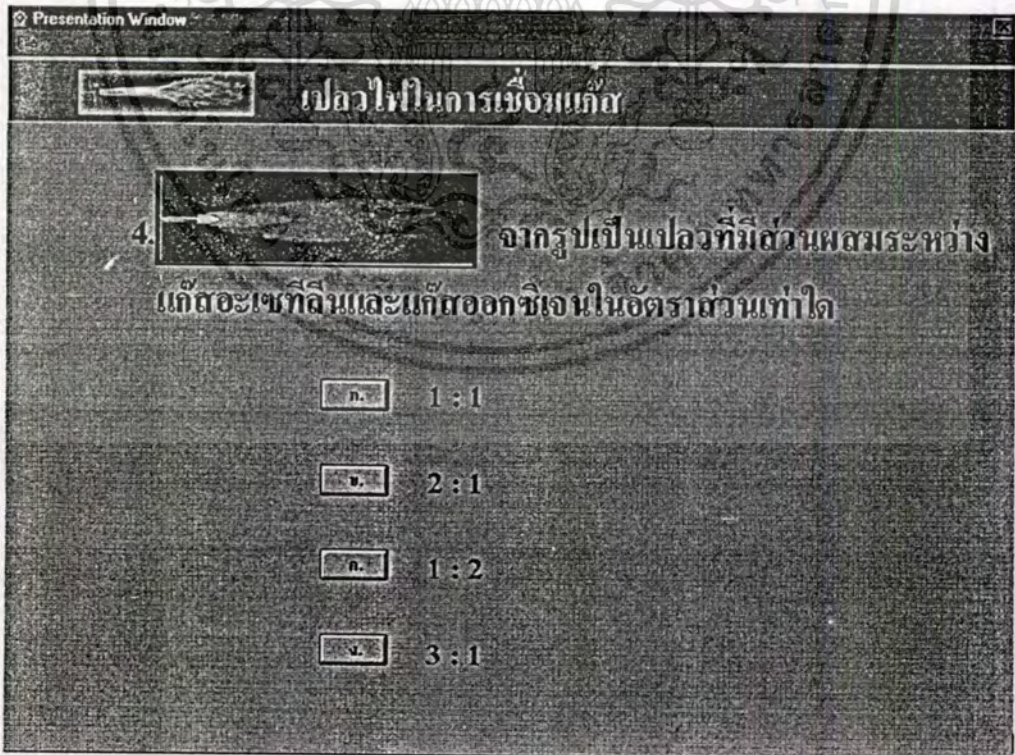 Presentation Window
เปลวไฟในการเชื่อมแก๊ส
4. จากรูปเป็นเปลวที่มีส่วนผสมระหว่าง
แก๊สอะเซทีลีนและแก๊สออกซิเจนในอัตราส่วนเท่าใด
ก. 1 : 1
ข. 2 : 1
ค. 1 : 2
ง. 3 : 1